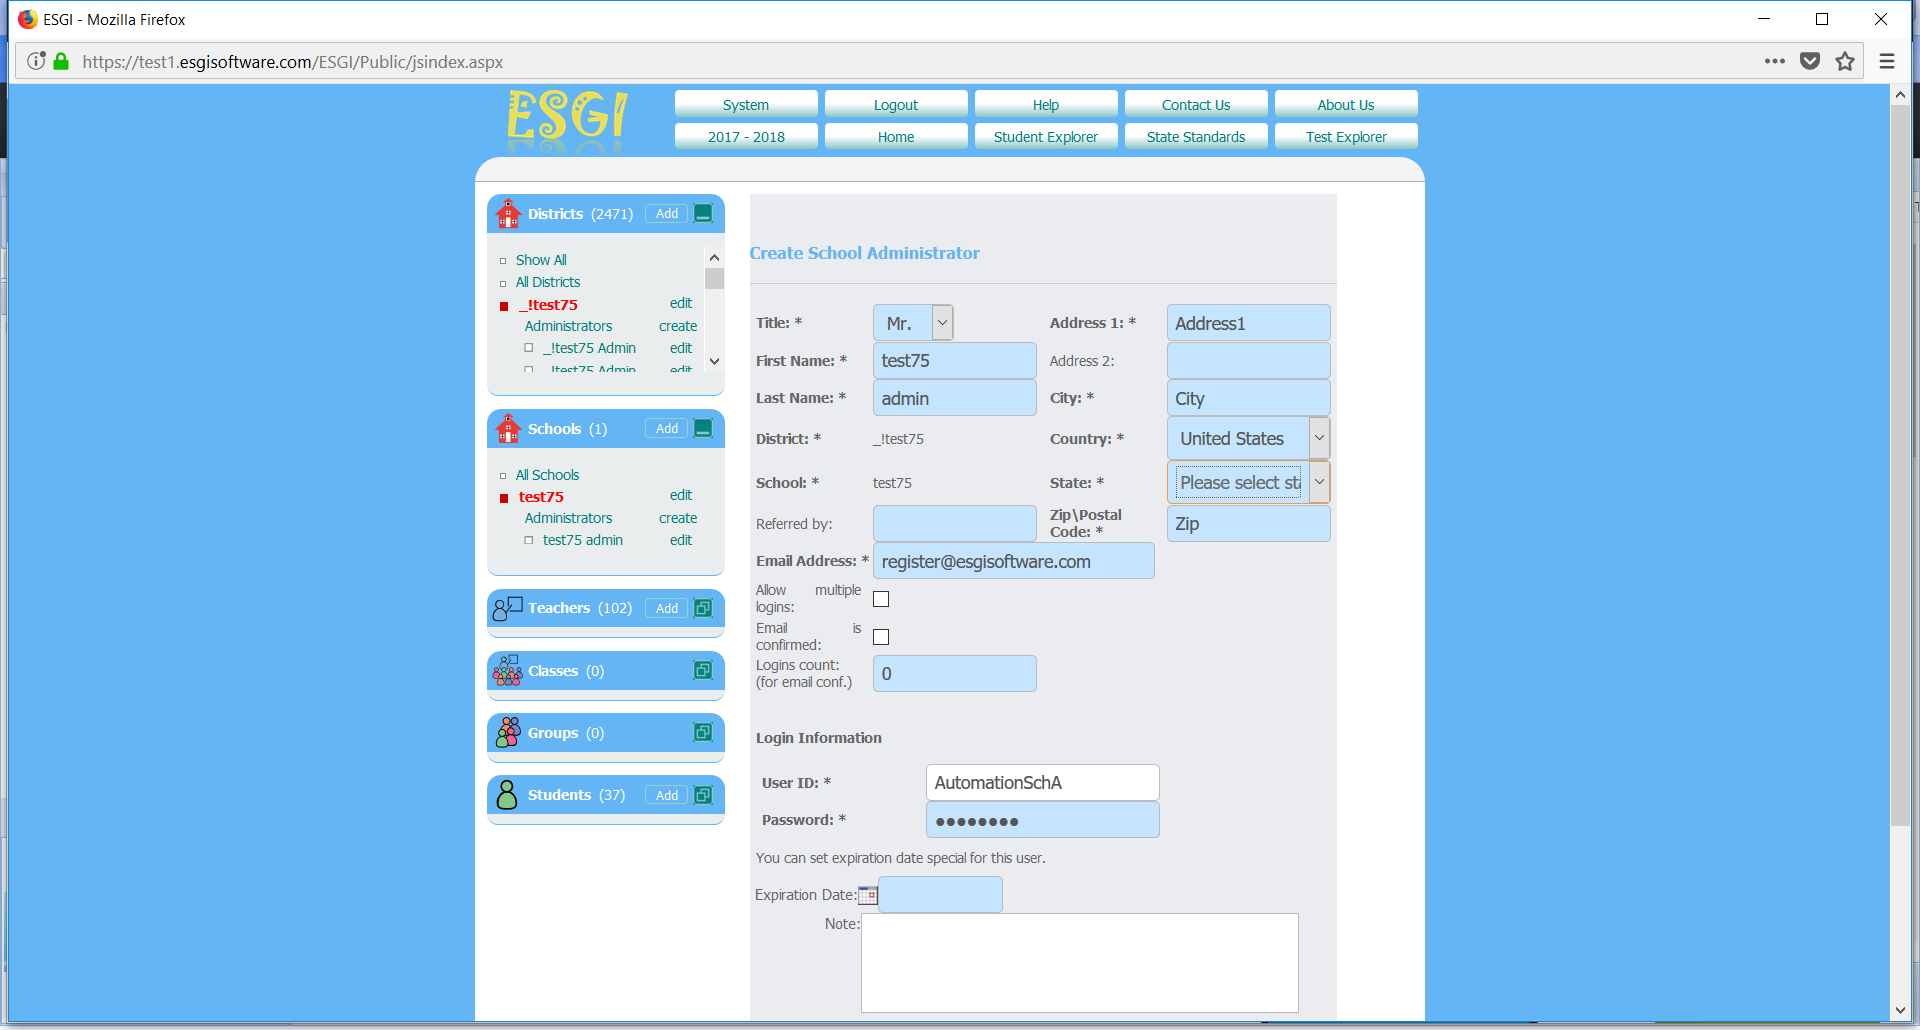 ESGI - Mozilla Firefox
https://test1.esgisoftware.com/ESGI/Public/jsindex.aspx
ESGI
System Logout Help Contact Us About Us
2017 - 2018 Home Student Explorer State Standards Test Explorer
Districts (2471) Add
Show All
All Districts
_!test75 edit
Administrators create
_!test75 Admin edit
_!test75 Admin edit
Schools (1) Add
All Schools
test75 edit
Administrators create
test75 admin edit
Teachers (102) Add
Classes (0)
Groups (0)
Students (37) Add
Create School Administrator
Title: * Mr. Address 1: * Address1
First Name: * test75 Address 2:
Last Name: * admin City: * City
District: * _!test75 Country: * United States
School: * test75 State: * Please select sta
Referred by: Zip\Postal
Code: * Zip
Email Address: * register@esgisoftware.com
Allow multiple
logins:
Email is
confirmed:
Logins count:
(for email conf.) 0
Login Information
User ID: * AutomationSchA
Password: * ●●●●●●●●
You can set expiration date special for this user.
Expiration Date:
Note: